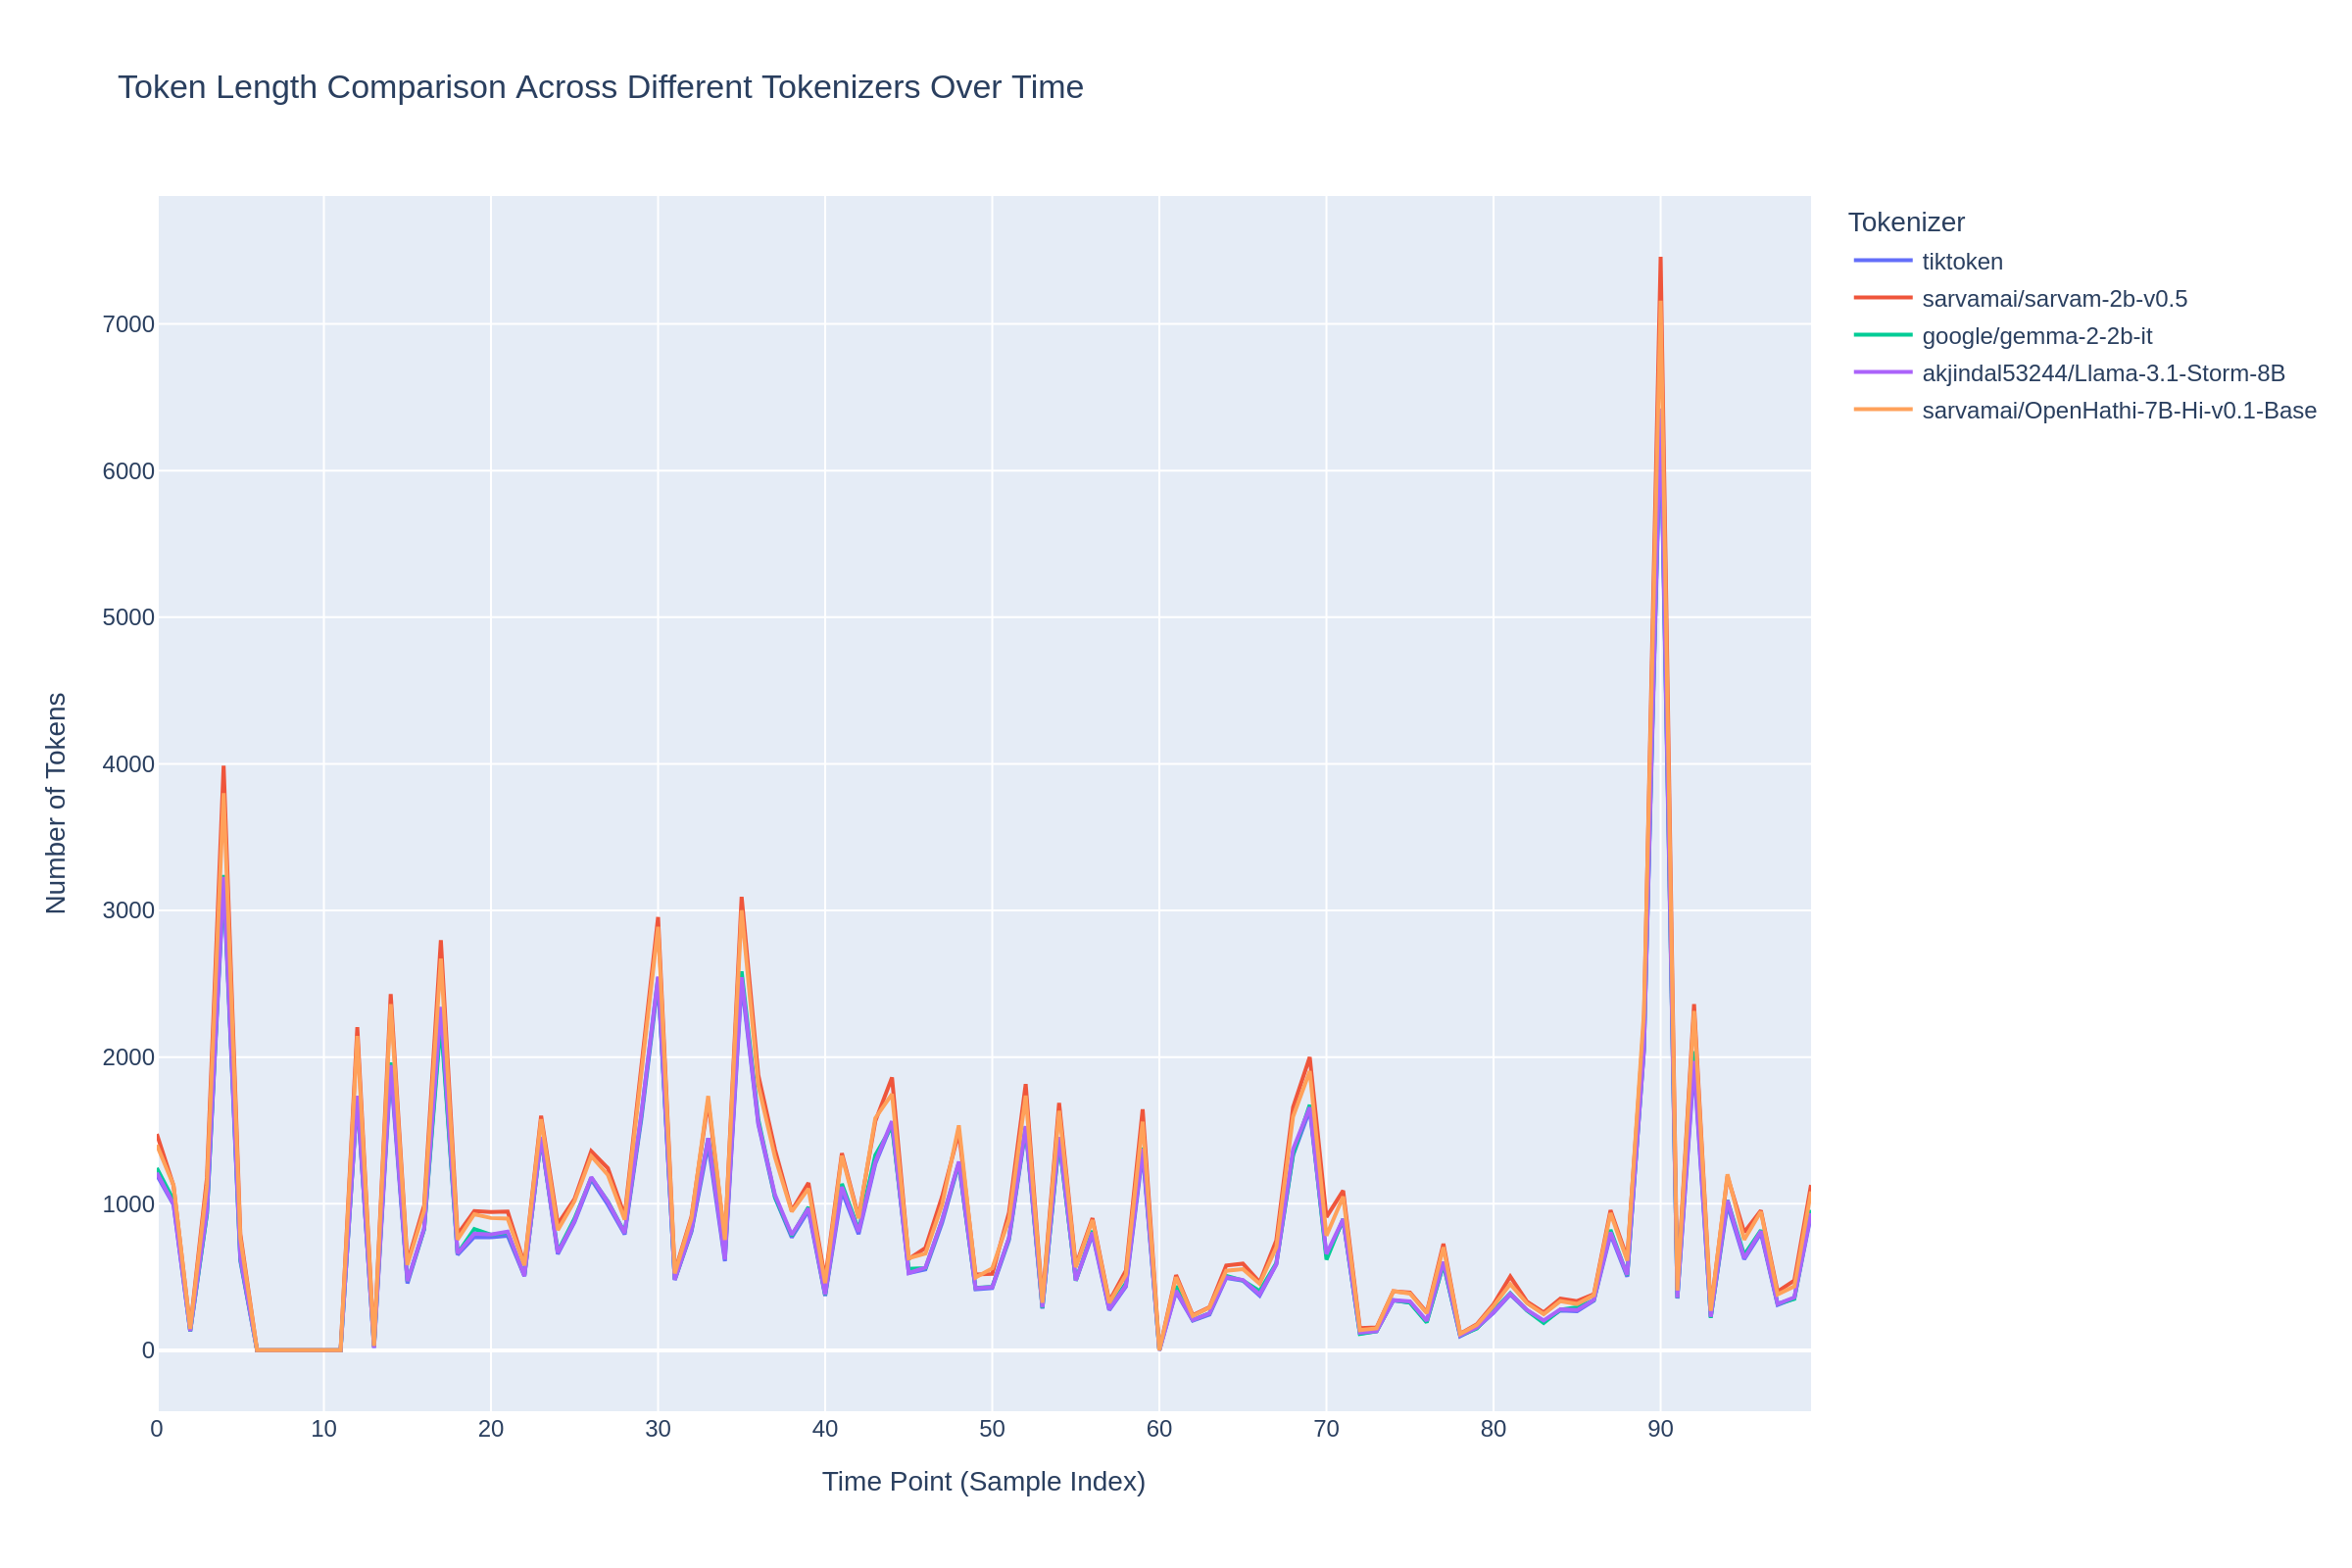 Token Length Comparison Across Different Tokenizers Over Time
Tokenizer
tiktoken
sarvamai/sarvam-2b-v0.5
google/gemma-2-2b-it
akjindal53244/Llama-3.1-Storm-8B
sarvamai/OpenHathi-7B-Hi-v0.1-Base
Number of Tokens
7000
6000
5000
4000
3000
2000
1000
0
0 10 20 30 40 50 60 70 80 90
Time Point (Sample Index)